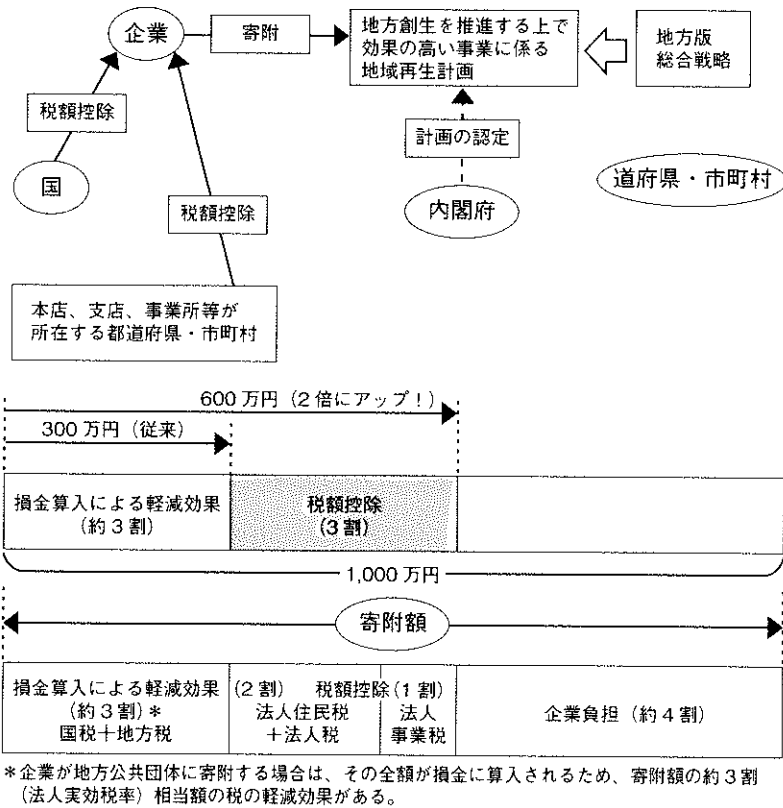 企業
寄附
地方創生を推進する上で
効果の高い事業に係る
地域再生計画
地方版
総合戦略
税額控除
計画の認定
国
税額控除
内閣府
道府県・市町村
本店、支店、事業所等が
所在する都道府県・市町村
600万円（2倍にアップ！）
300万円（従来）
損金算入による軽減効果
（約3割）
税額控除
（3割）
1,000万円
寄附額
損金算入による軽減効果
（約3割）＊
国税＋地方税
（2割） 税額控除（1割）
法人住民税
＋法人税
法人
事業税
企業負担（約4割）
＊企業が地方公共団体に寄附する場合は、その全額が損金に算入されるため、寄附額の約3割
（法人実効税率）相当額の税の軽減効果がある。